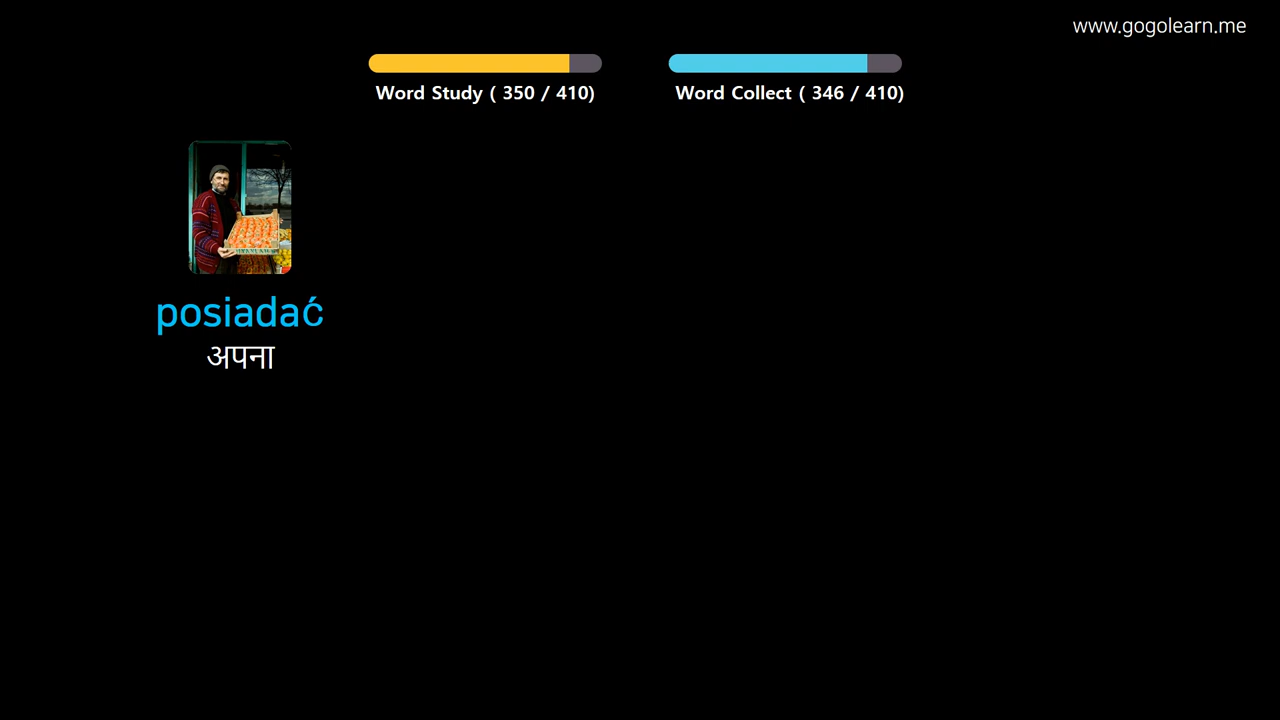 www.gogolearn.me
Word Study ( 350 / 410)
Word Collect ( 346 / 410)
posiadać
अपना